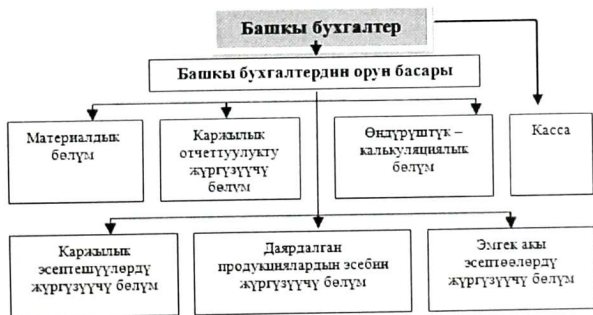 Башкы бухгалтер
Башкы бухгалтердин орун басары
Материалдык
бөлүм
Каржылык
отчеттуулукту
жүргүзүүчү
бөлүм
Өндүрүштүк –
калькуляциялык
бөлүм
Касса
Каржылык
эсептешүүлөрдү
жүргүзүүчү бөлүм
Даярдалган
продукциялардын эсебин
жүргүзүүчү бөлүм
Эмгек акы
эсептөөлөрдү
жүргүзүүчү бөлүм